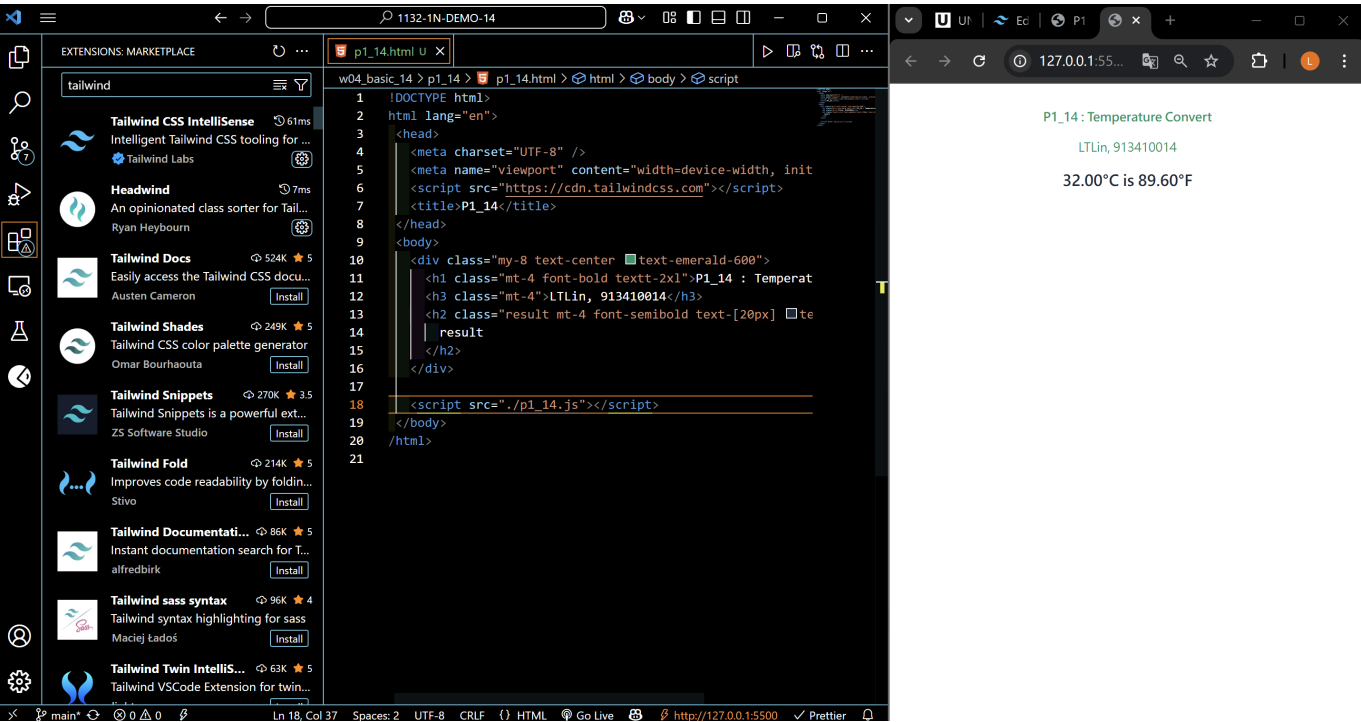 1132-1N-DEMO-14
EXTENSIONS: MARKETPLACE
tailwind
Tailwind CSS IntelliSense 61ms
Intelligent Tailwind CSS tooling for ...
Tailwind Labs
Headwind 7ms
An opinionated class sorter for Tail...
Ryan Heybourn
Tailwind Docs 524K 5
Easily access the Tailwind CSS docu...
Austen Cameron Install
Tailwind Shades 249K 5
Tailwind CSS color palette generator
Omar Bourhaouta Install
Tailwind Snippets 270K 3.5
Tailwind Snippets is a powerful ext...
ZS Software Studio Install
Tailwind Fold 214K 5
Improves code readability by foldin...
Stivo Install
Tailwind Documentati... 86K 5
Instant documentation search for T...
alfredbirk Install
Tailwind sass syntax 96K 4
Tailwind syntax highlighting for sass
Maciej Ładoś Install
Tailwind Twin IntelliS... 63K 5
Tailwind VSCode Extension for twin...
7
p1_14.html U
w04_basic_14 > p1_14 > p1_14.html > html > body > script
1 !DOCTYPE html>
2 html lang="en">
3 <head>
4 <meta charset="UTF-8" />
5 <meta name="viewport" content="width=device-width, init
6 <script src="https://cdn.tailwindcss.com"></script>
7 <title>P1_14</title>
8 </head>
9 <body>
10 <div class="my-8 text-center text-emerald-600">
11 <h1 class="mt-4 font-bold textt-2xl">P1_14 : Temperat
12 <h3 class="mt-4">LTLin, 913410014</h3>
13 <h2 class="result mt-4 font-semibold text-[20px] te
14 result
15 </h2>
16 </div>
17
18 <script src="./p1_14.js"></script>
19 </body>
20 /html>
21
main* 0 0 Ln 18, Col 37 Spaces: 2 UTF-8 CRLF {} HTML Go Live http://127.0.0.1:5500 Prettier
U UN Ed P1
127.0.0.1:55... L
P1_14 : Temperature Convert
LTLin, 913410014
32.00°C is 89.60°F